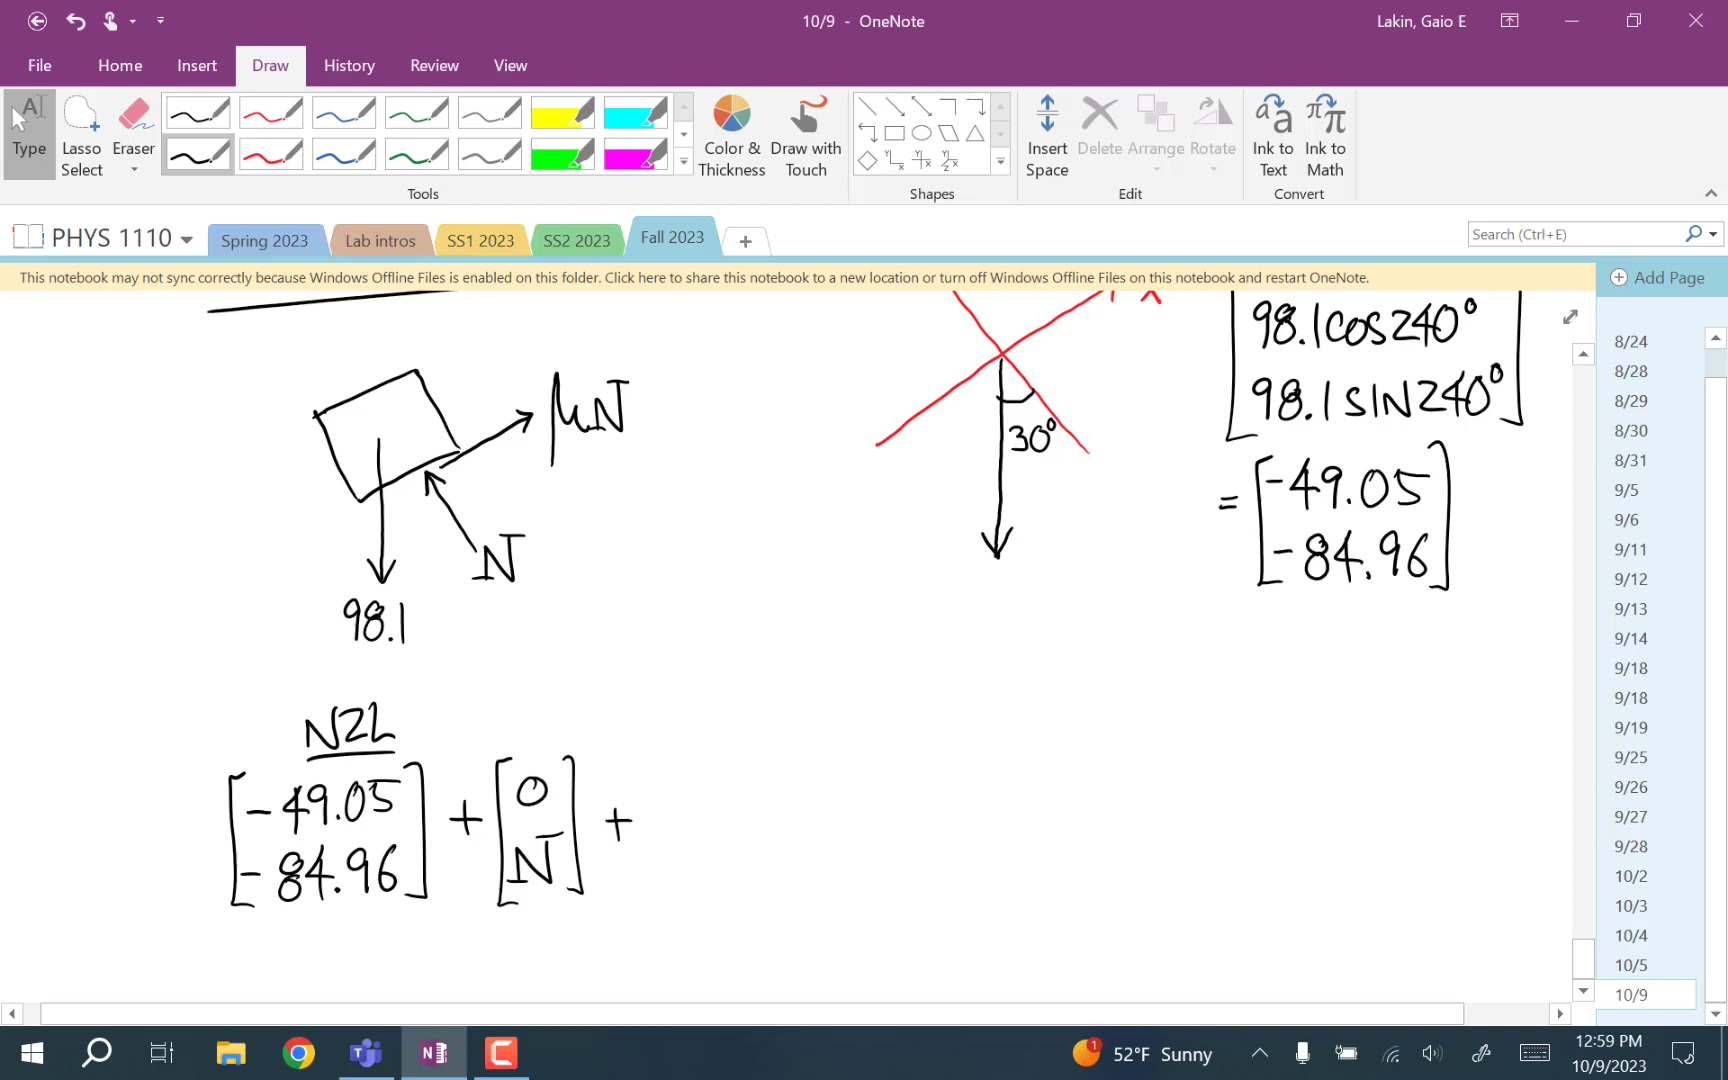 10/9 - OneNote
Lakin, Gaio E
File Home Insert Draw History Review View
Type
Lasso Select
Eraser
Color & Thickness
Draw with Touch
Insert Space
Delete
Arrange
Rotate
Ink to Text
Ink to Math
Tools
Shapes
Edit
Convert
PHYS 1110
Spring 2023
Lab intros
SS1 2023
SS2 2023
Fall 2023
Search (Ctrl+E)
This notebook may not sync correctly because Windows Offline Files is enabled on this folder. Click here to share this notebook to a new location or turn off Windows Offline Files on this notebook and restart OneNote.
Add Page
μN
N
98.1
30°
98.1cos240°
98.1SIN240°
=
-49.05
-84.96
N2L
-49.05
-84.96
+
0
N
+
8/24
8/28
8/29
8/30
8/31
9/5
9/6
9/11
9/12
9/13
9/14
9/18
9/18
9/19
9/25
9/26
9/27
9/28
10/2
10/3
10/4
10/5
10/9
52°F Sunny
12:59 PM
10/9/2023